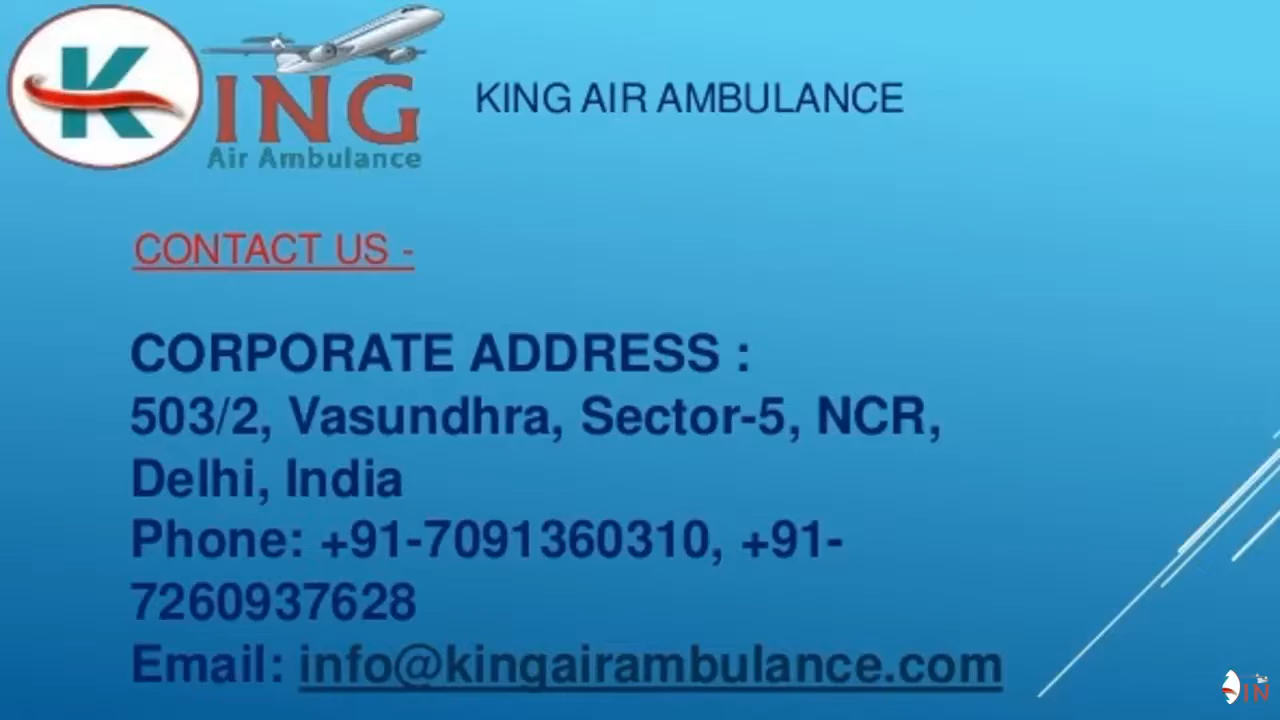 KING
Air Ambulance
KING AIR AMBULANCE
CONTACT US -
CORPORATE ADDRESS :
503/2, Vasundhra, Sector-5, NCR,
Delhi, India
Phone: +91-7091360310, +91-
7260937628
Email: info@kingairambulance.com
IN